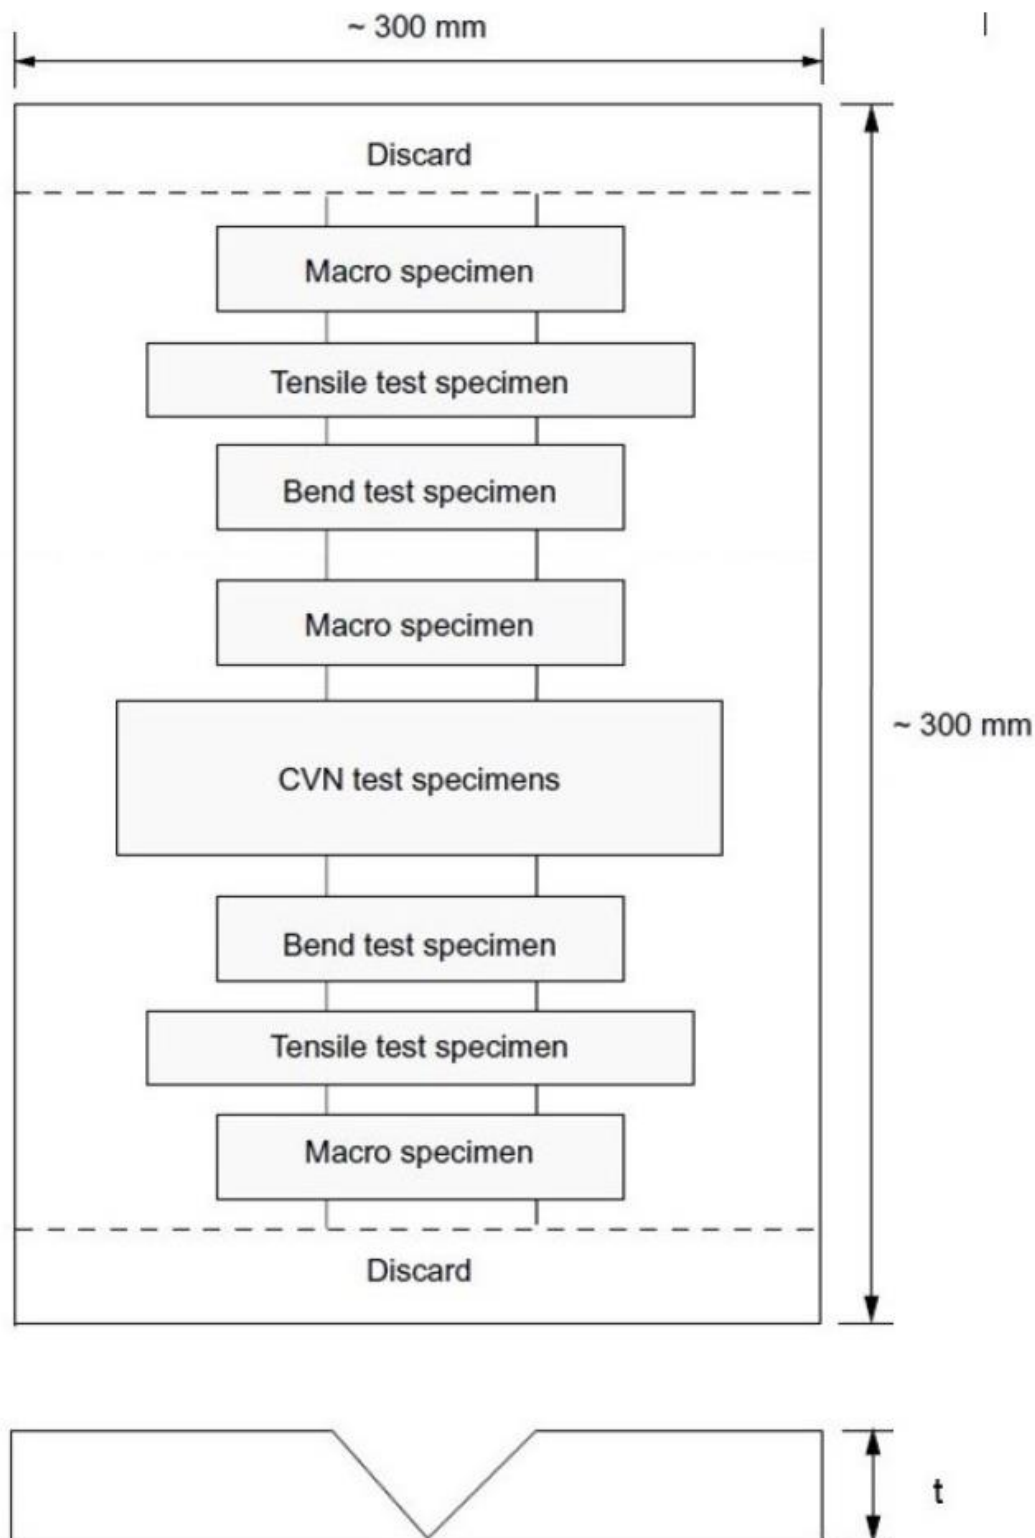 ~ 300 mm
Discard
Macro specimen
Tensile test specimen
Bend test specimen
Macro specimen
CVN test specimens
~ 300 mm
Bend test specimen
Tensile test specimen
Macro specimen
Discard
t